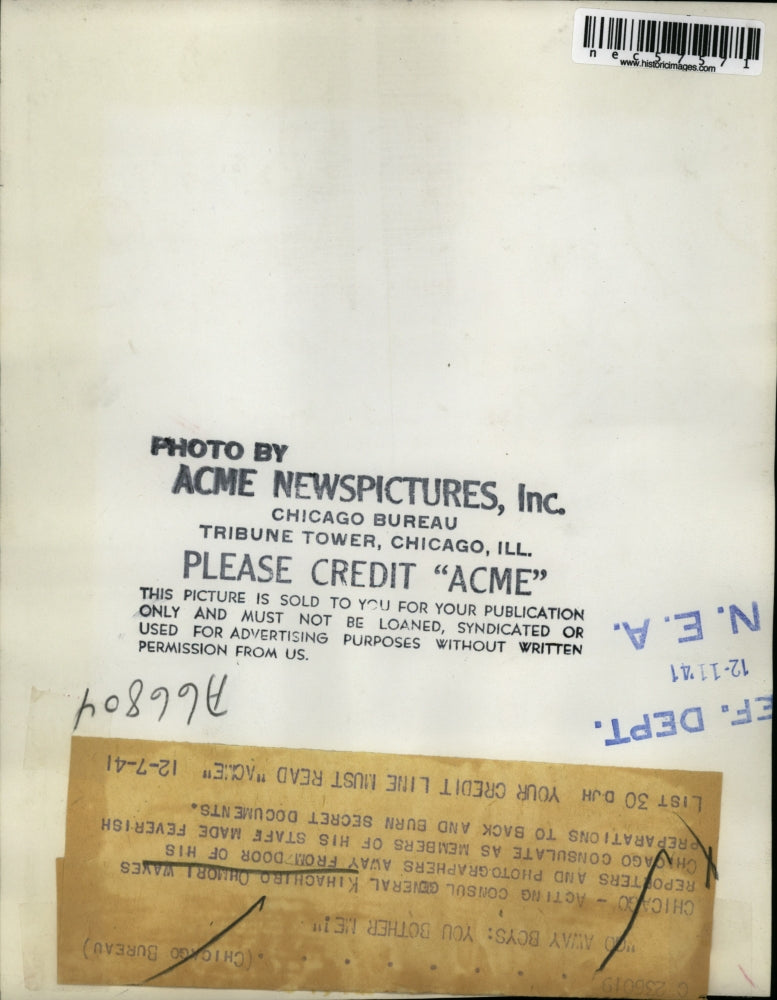 nec57571
www.historicimages.com
PHOTO BY
ACME NEWSPICTURES, Inc.
CHICAGO BUREAU
TRIBUNE TOWER, CHICAGO, ILL.
PLEASE CREDIT “ACME”
THIS PICTURE IS SOLD TO YOU FOR YOUR PUBLICATION
ONLY AND MUST NOT BE LOANED, SYNDICATED OR
USED FOR ADVERTISING PURPOSES WITHOUT WRITTEN
PERMISSION FROM US.
EF. DEPT.
12-11-41
N. E. A.
A66804
C 236019
(CHICAGO BUREAU)
"GO AWAY BOYS: YOU BOTHER ME!"
CHICAGO - ACTING CONSUL GENERAL KIHACHIRO OHMORI WAVES
REPORTERS AND PHOTOGRAPHERS AWAY FROM DOOR OF HIS
CHICAGO CONSULATE AS MEMBERS OF HIS STAFF MADE FEVERISH
PREPARATIONS TO BACK AND BURN SECRET DOCUMENTS.
LIST 30 DJH YOUR CREDIT LINE MUST READ "ACME" 12-7-41